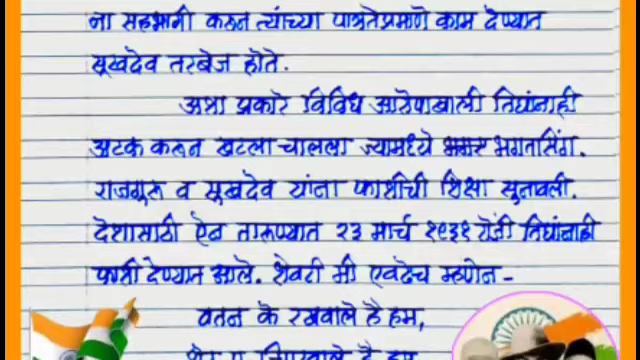 ना सहभागी करून त्यांच्या पात्रतेप्रमाणे काम देण्यात
सूखदेव तरबेज होते.
अशा प्रकारे विविध आरोपाखाली तिघांनाही
अटक करून खटला चालला ज्यामध्ये भगतसिंग.
राजगुरू व सूखदेव यांना फाशीची शिक्षा सुनावली.
देशासाठी ऐन तारुण्यात २३ मार्च १९३१ रोजी तिघांनाही
फाशी देण्यात आले. शेवटी मी एवढेच म्हणेन -
वतन के रखवाले है हम,